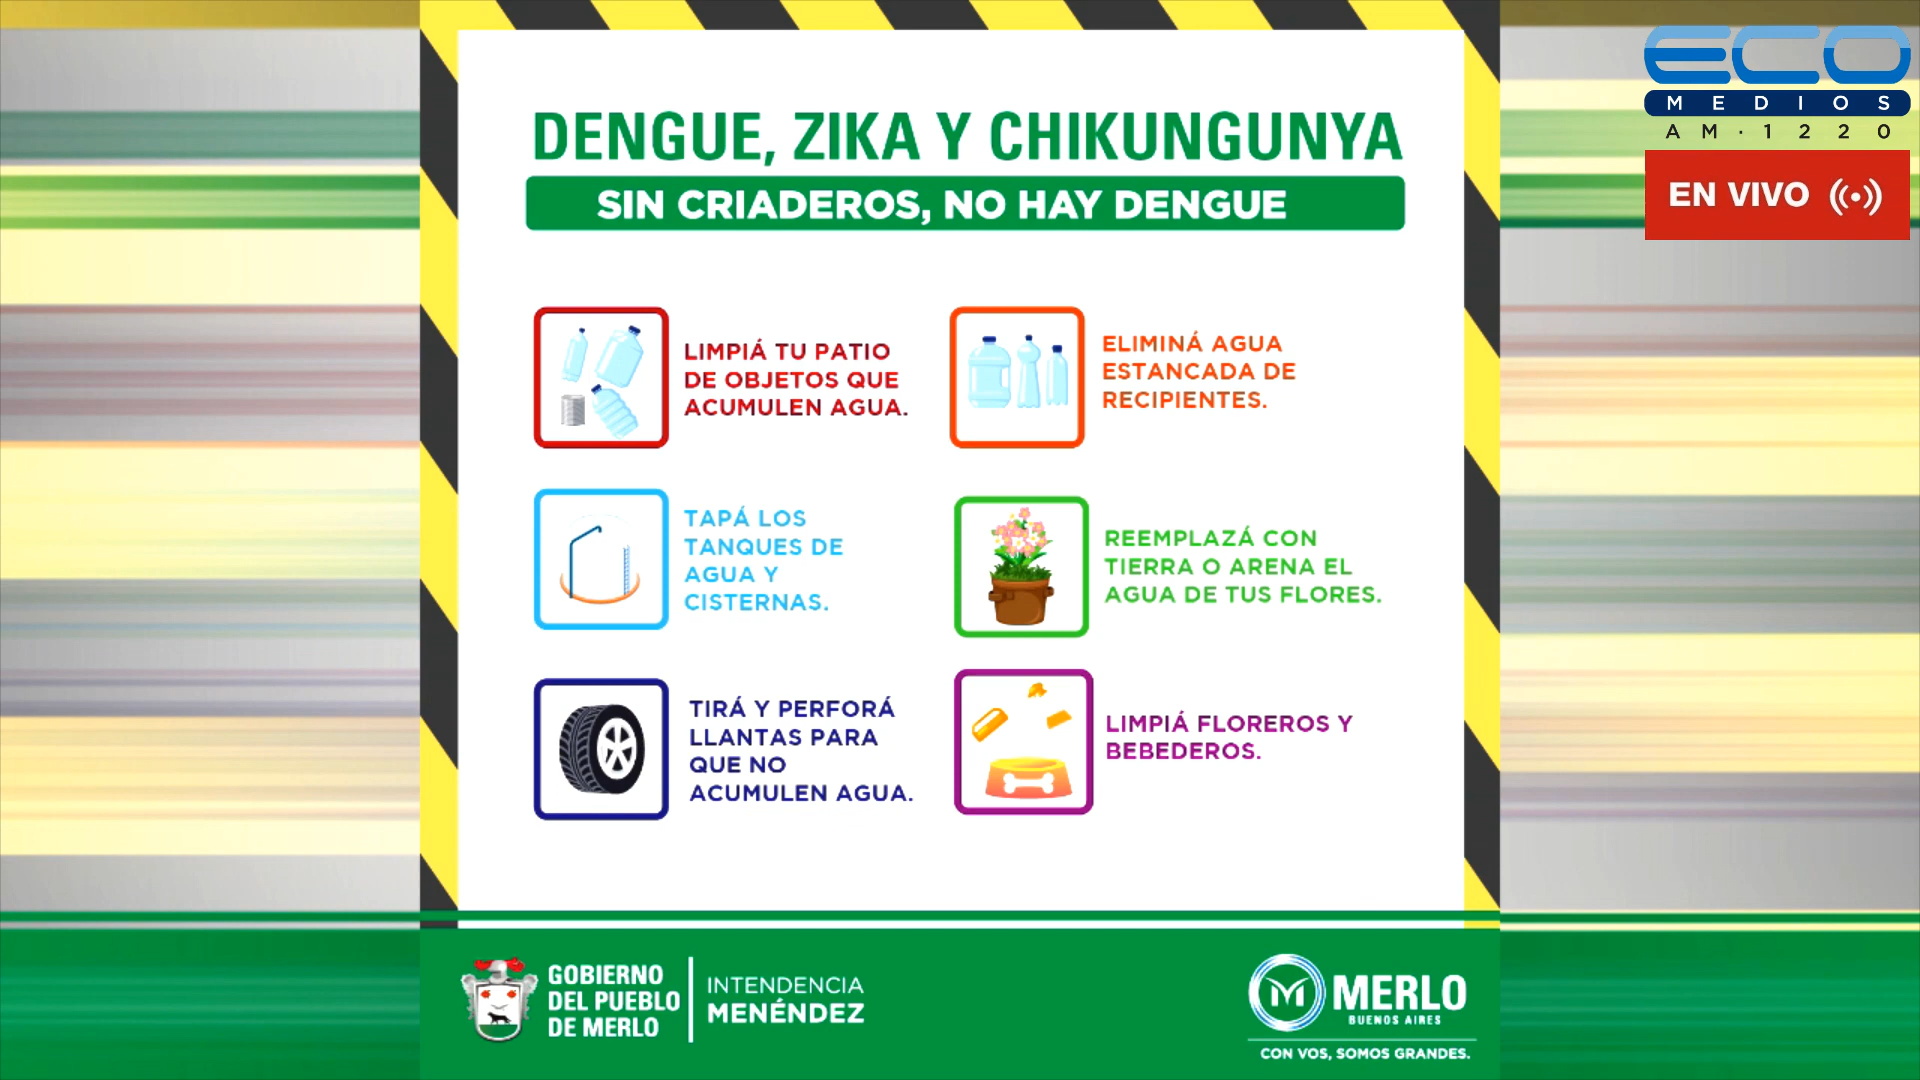 DENGUE, ZIKA Y CHIKUNGUNYA
SIN CRIADEROS, NO HAY DENGUE
LIMPIÁ TU PATIO
DE OBJETOS QUE
ACUMULEN AGUA.
ELIMINÁ AGUA
ESTANCADA DE
RECIPIENTES.
TAPÁ LOS
TANQUES DE
AGUA Y
CISTERNAS.
REEMPLAZÁ CON
TIERRA O ARENA EL
AGUA DE TUS FLORES.
TIRÁ Y PERFORÁ
LLANTAS PARA
QUE NO
ACUMULEN AGUA.
LIMPIÁ FLOREROS Y
BEBEDEROS.
GOBIERNO
DEL PUEBLO
DE MERLO
INTENDENCIA
MENÉNDEZ
MERLO
BUENOS AIRES
CON VOS, SOMOS GRANDES.
ECO
MEDIOS
AM·1220
EN VIVO